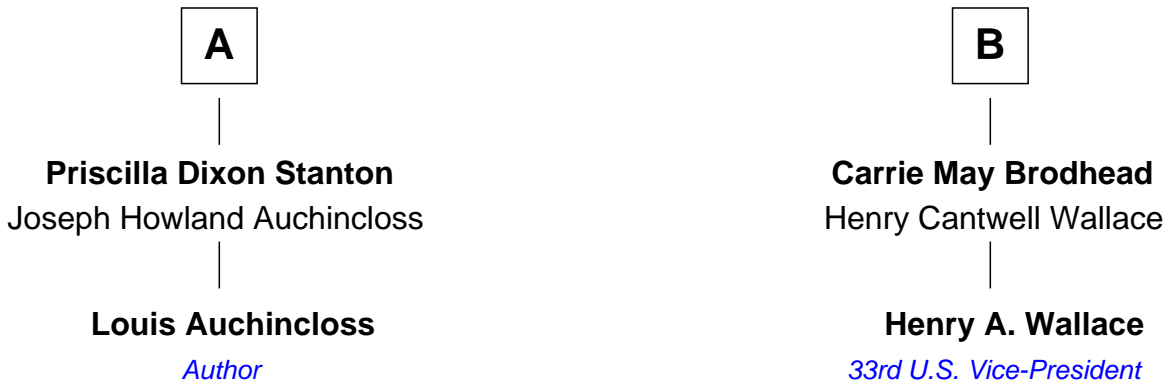 A
Priscilla Dixon Stanton
Joseph Howland Auchincloss
Louis Auchincloss
Author
B
Carrie May Brodhead
Henry Cantwell Wallace
Henry A. Wallace
33rd U.S. Vice-President